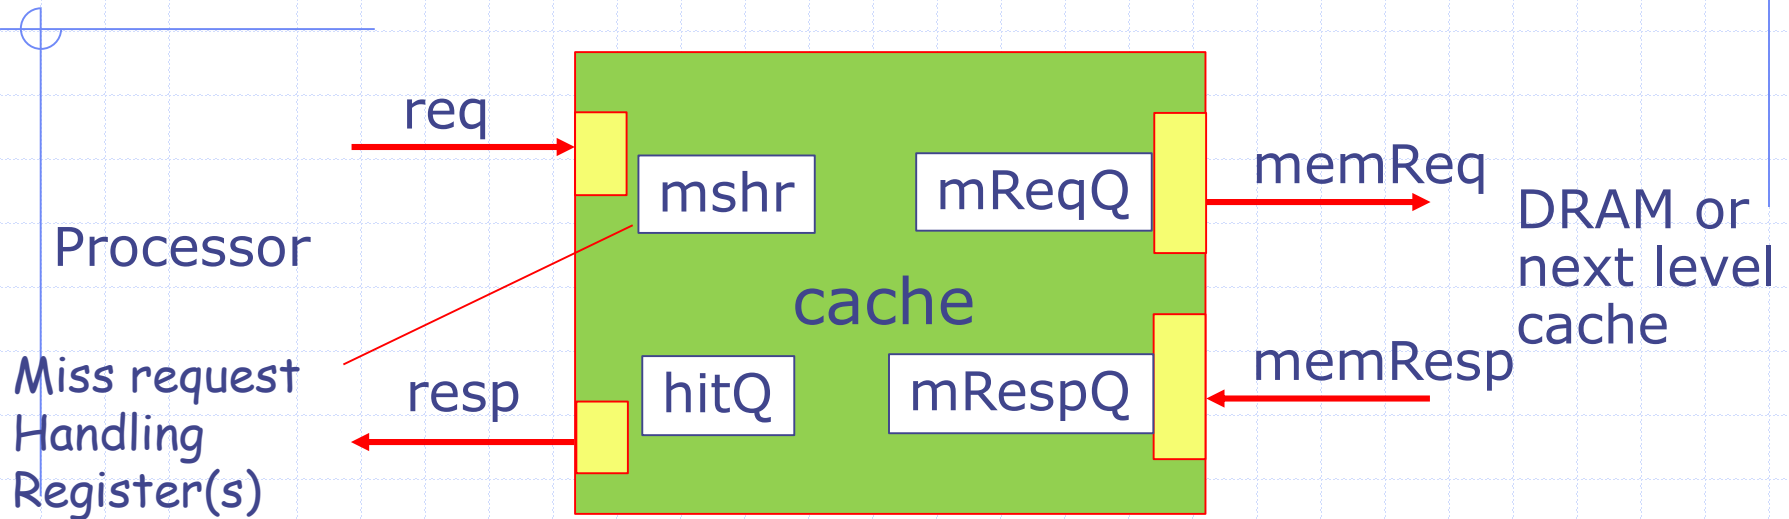 req
mshr
mReqQ
memReq
Processor
DRAM or
next level
cache
cache
Miss request
Handling
Register(s)
resp
hitQ
mRespQ
memResp